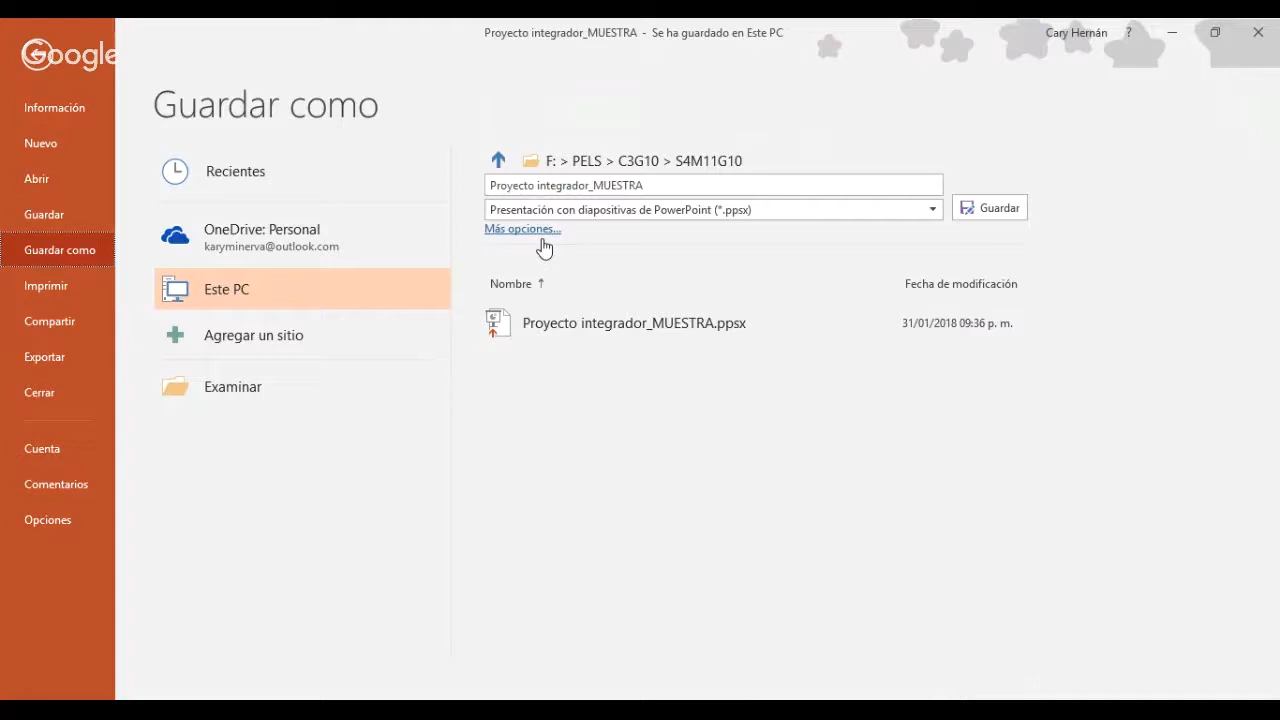 Proyecto integrador_MUESTRA - Se ha guardado en Este PC
Cary Hernán
?
Google
Información
Nuevo
Abrir
Guardar
Guardar como
Imprimir
Compartir
Exportar
Cerrar
Cuenta
Comentarios
Opciones
Guardar como
Recientes
OneDrive: Personal
karyminerva@outlook.com
Este PC
Agregar un sitio
Examinar
F: > PELS > C3G10 > S4M11G10
Proyecto integrador_MUESTRA
Presentación con diapositivas de PowerPoint (*.ppsx)
Guardar
Más opciones...
Nombre
Fecha de modificación
Proyecto integrador_MUESTRA.ppsx
31/01/2018 09:36 p. m.